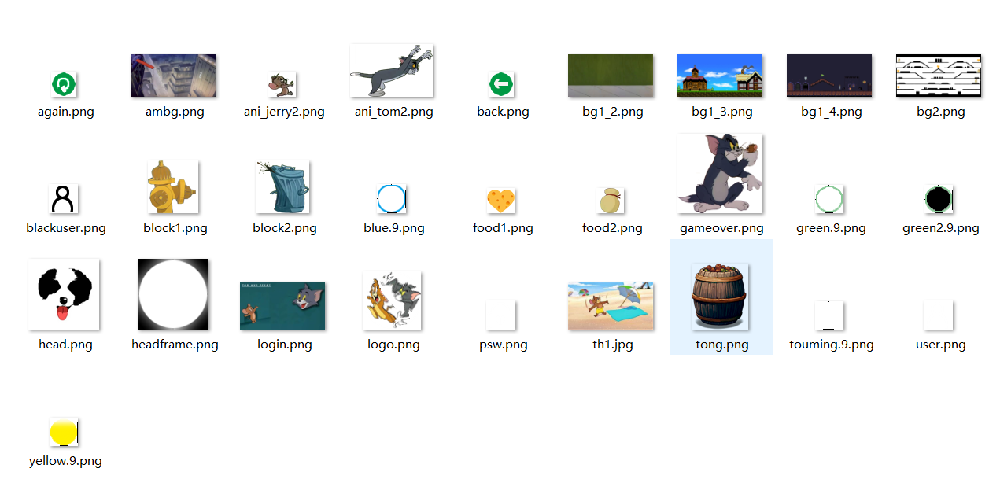 again.png
ambg.png
ani_jerry2.png
ani_tom2.png
back.png
bg1_2.png
bg1_3.png
bg1_4.png
bg2.png
blackuser.png
block1.png
block2.png
blue.9.png
food1.png
food2.png
gameover.png
green.9.png
green2.9.png
head.png
headframe.png
TOM AND JERRY
login.png
logo.png
psw.png
th1.jpg
tong.png
touming.9.png
user.png
yellow.9.png